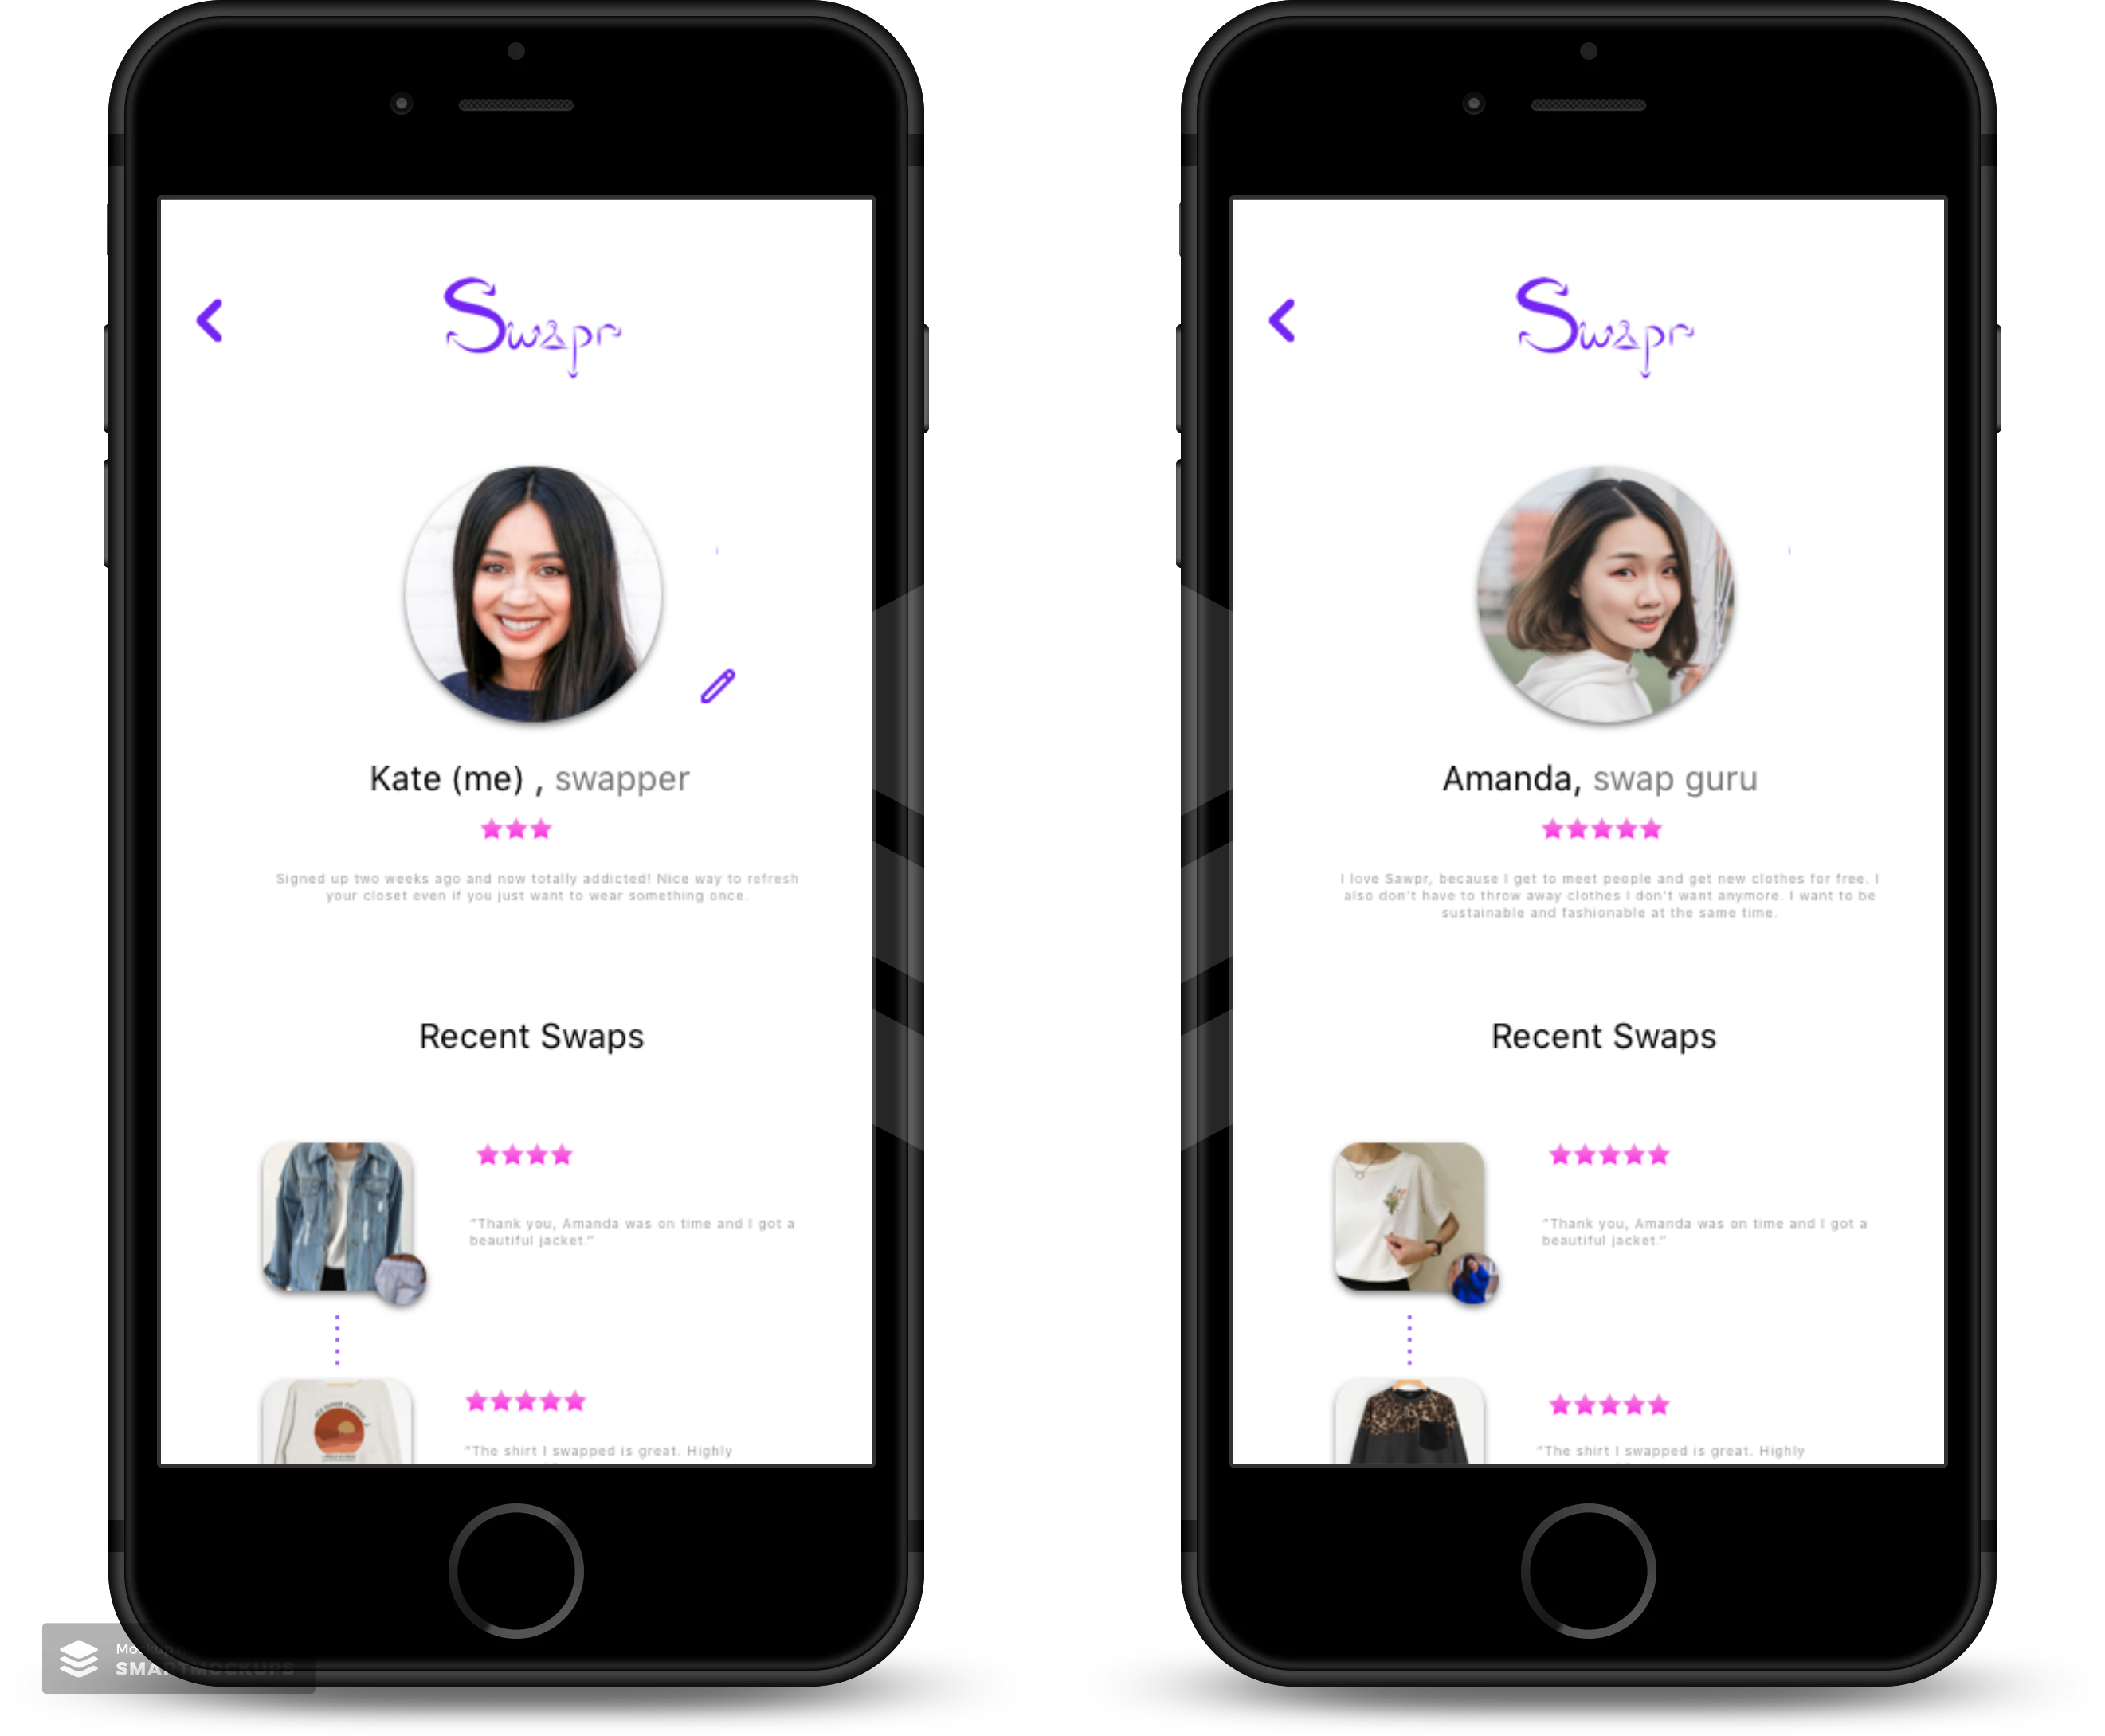 Swapr
Kate (me) , swapper
Signed up two weeks ago and now totally addicted! Nice way to refresh
your closet even if you just want to wear something once.
Recent Swaps
“Thank you, Amanda was on time and I got a
beautiful jacket.”
“The shirt I swapped is great. Highly
Swapr
Amanda, swap guru
I love Sawpr, because I get to meet people and get new clothes for free. I
also don't have to throw away clothes I don't want anymore. I want to be
sustainable and fashionable at the same time.
Recent Swaps
“Thank you, Amanda was on time and I got a
beautiful jacket.”
“The shirt I swapped is great. Highly
SMARTMOCKUPS